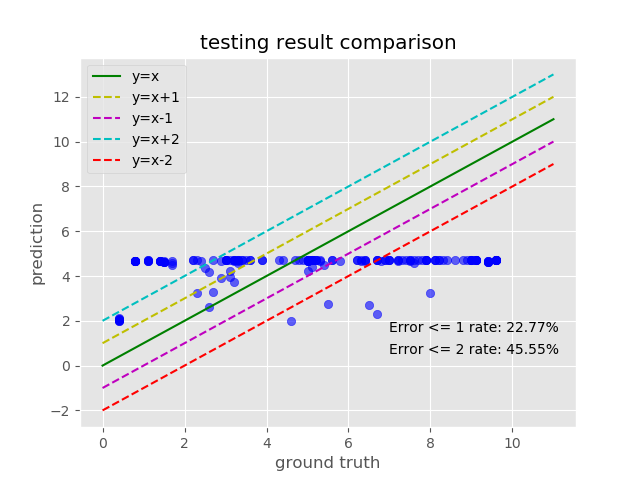 testing result comparison
y=x
y=x+1
y=x-1
y=x+2
y=x-2
12
10
8
6
4
2
0
−2
prediction
Error <= 1 rate: 22.77%
Error <= 2 rate: 45.55%
0
2
4
6
8
10
ground truth